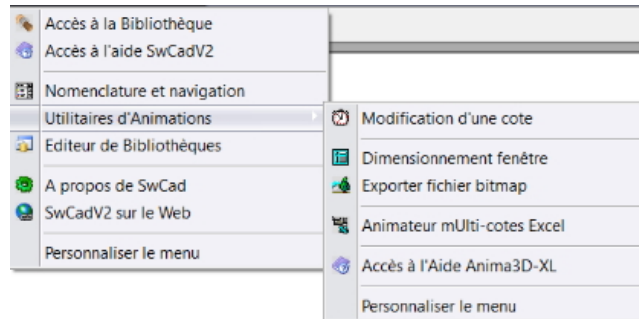 Accès à la Bibliothèque
Accès à l'aide SwCadV2
Nomenclature et navigation
Utilitaires d'Animations
Editeur de Bibliothèques
A propos de SwCad
SwCadV2 sur le Web
Personnaliser le menu
Modification d'une cote
Dimensionnement fenêtre
Exporter fichier bitmap
Animateur mUlti-cotes Excel
Accès à l'Aide Anima3D-XL
Personnaliser le menu